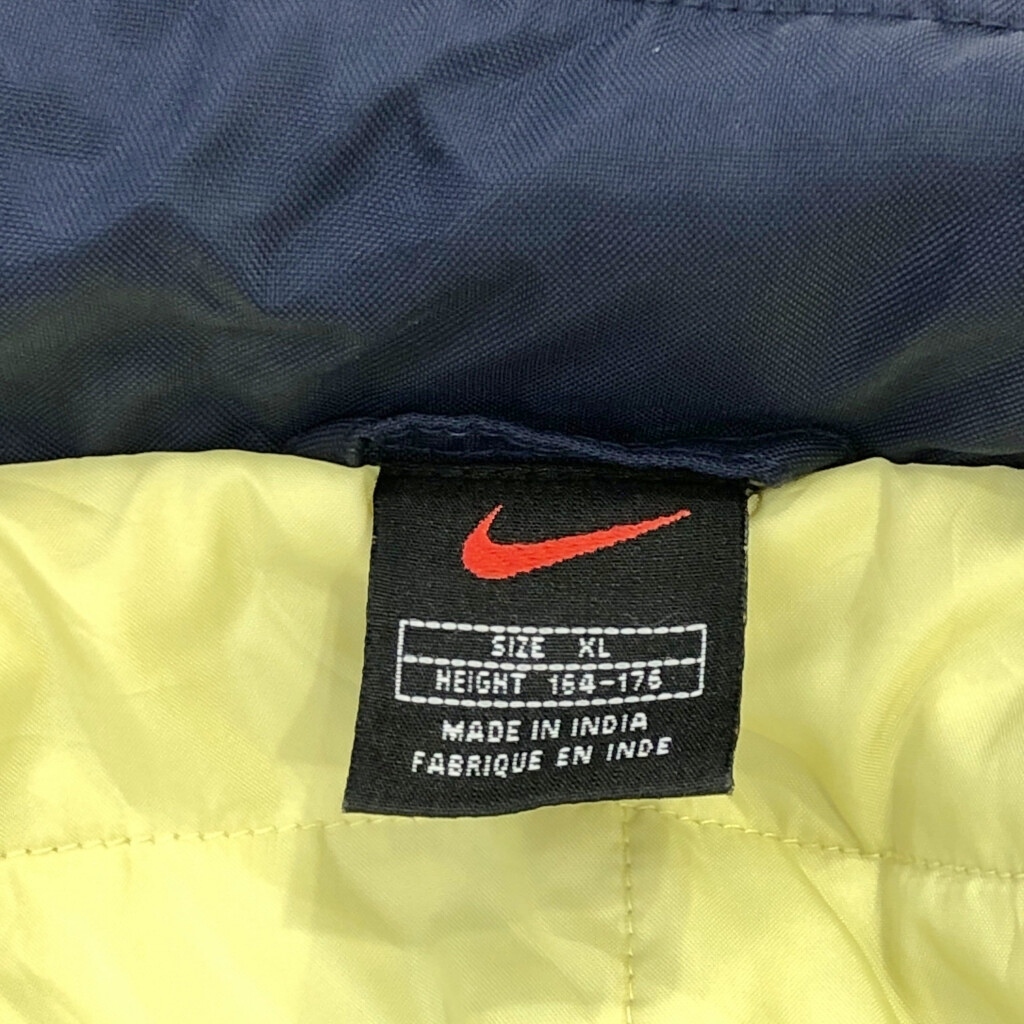 SIZE XL
HEIGHT 164-176
MADE IN INDIA
FABRIQUE EN INDE